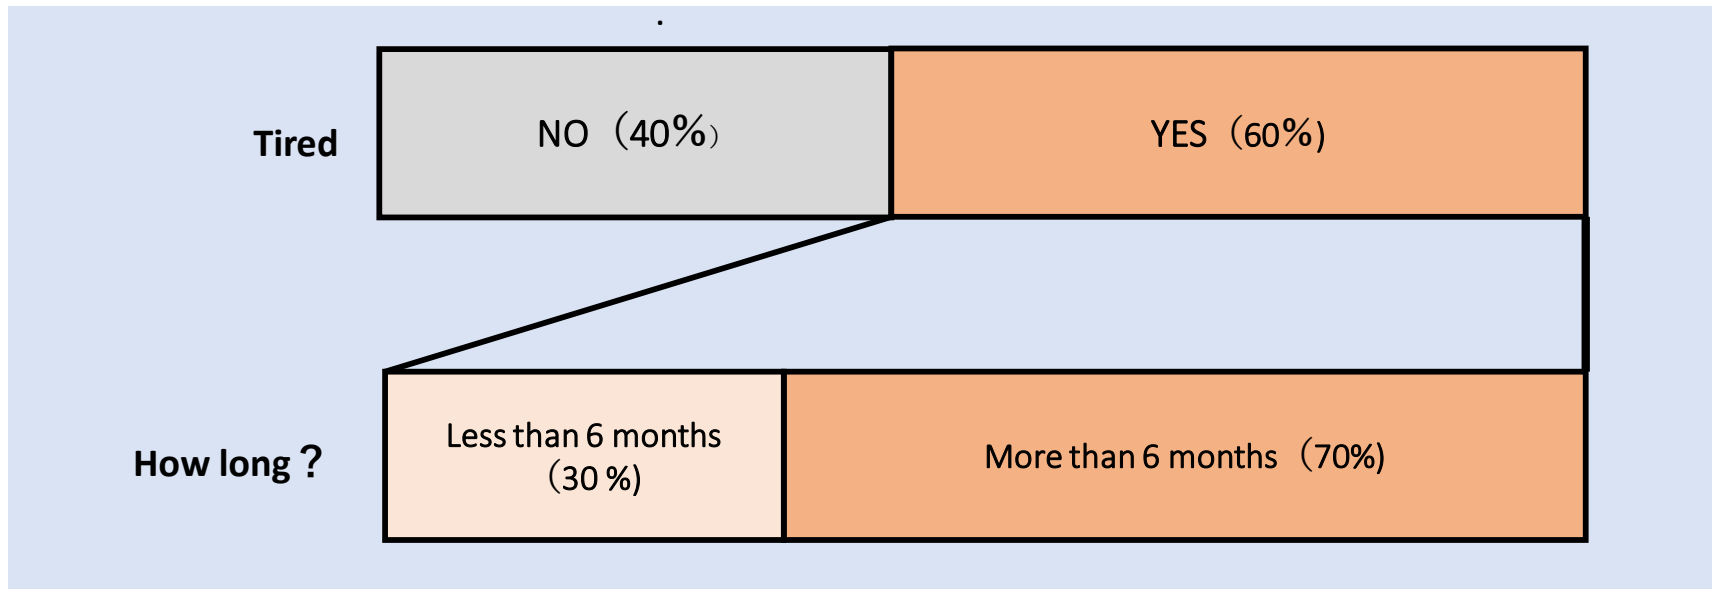 Tired
NO（40%）
YES（60%)
How long？
Less than 6 months
（30 %)
More than 6 months（70%)